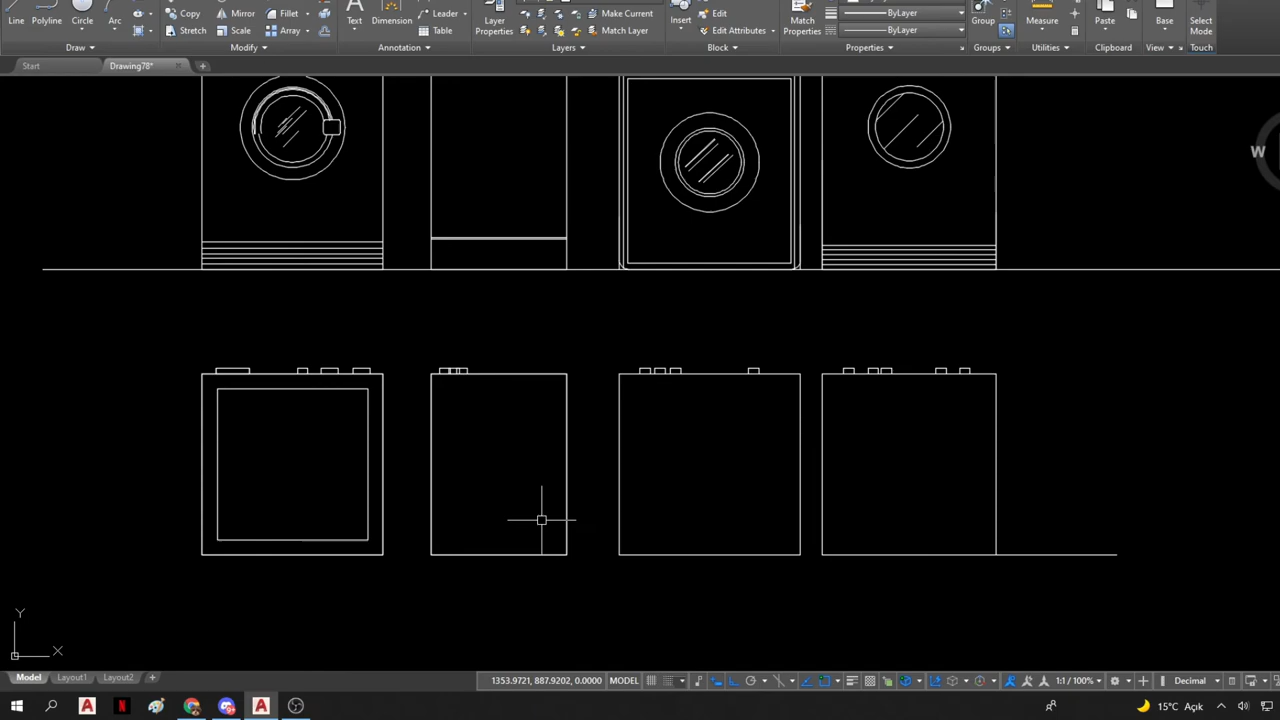 Line Polyline Circle Arc
Copy Mirror Fillet
Stretch Scale Array
Text Dimension Leader Table
Layer Properties
Make Current
Match Layer
Insert
Edit
Edit Attributes
Match Properties
ByLayer
ByLayer
Group
Measure
Paste
Base
Select Mode
Draw Modify Annotation Layers Block Properties Groups Utilities Clipboard View Touch
Start Drawing78*
W
Y
X
Model Layout1 Layout2
1353.9721, 887.9202, 0.0000 MODEL 1:1 / 100% Decimal
15°C Açık